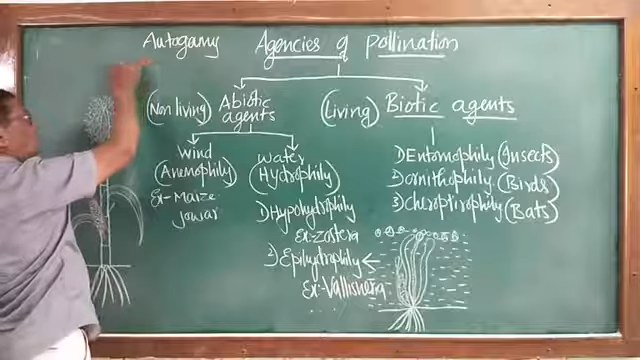 Autogamy
Agencies of pollination
(Non living) Abiotic agents
(Living) Biotic agents
wind
(Anemophily)
Ex- Maize
Jowar
water
(Hydrophily)
1) Hypohydrophily
Ex- Zostera
2) Epihydrophily
Ex: Vallisneria
1) Entomophily (Insects)
2) Ornithophily (Birds)
3) Cheiroptirophily (Bats)